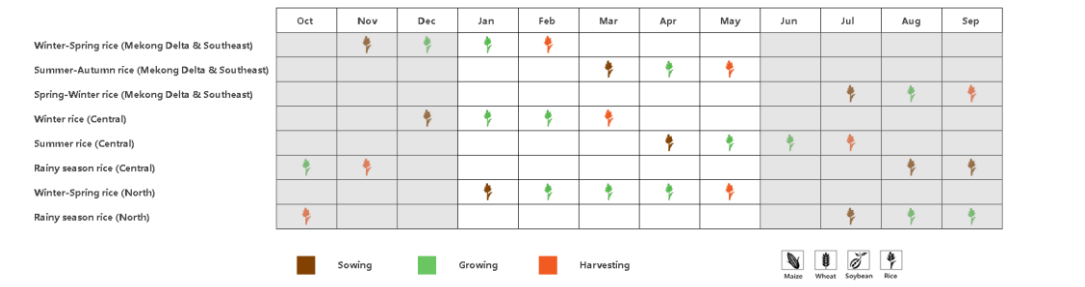 Oct Nov Dec Jan Feb Mar Apr May Jun Jul Aug Sep
Winter-Spring rice (Mekong Delta & Southeast)
Summer-Autumn rice (Mekong Delta & Southeast)
Spring-Winter rice (Mekong Delta & Southeast)
Winter rice (Central)
Summer rice (Central)
Rainy season rice (Central)
Winter-Spring rice (North)
Rainy season rice (North)
Sowing Growing Harvesting
Maize Wheat Soybean Rice